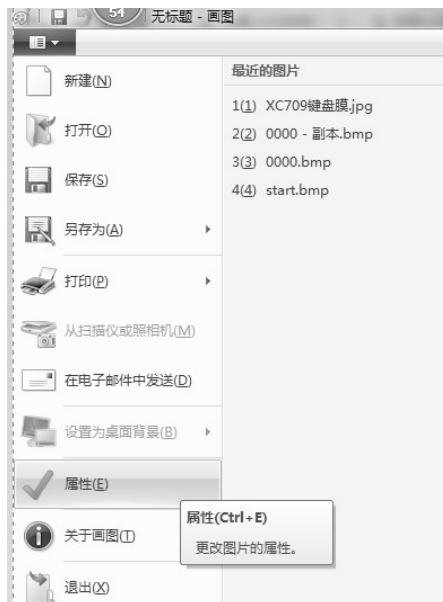 54
无标题 - 画图
最近的图片
新建(N)
1(1) XC709键盘膜.jpg
打开(O)
2(2) 0000 - 副本.bmp
3(3) 0000.bmp
保存(S)
4(4) start.bmp
另存为(A)
打印(P)
从扫描仪或照相机(M)
在电子邮件中发送(D)
设置为桌面背景(B)
属性(E)
属性(Ctrl+E)
关于画图(T)
更改图片的属性。
退出(X)